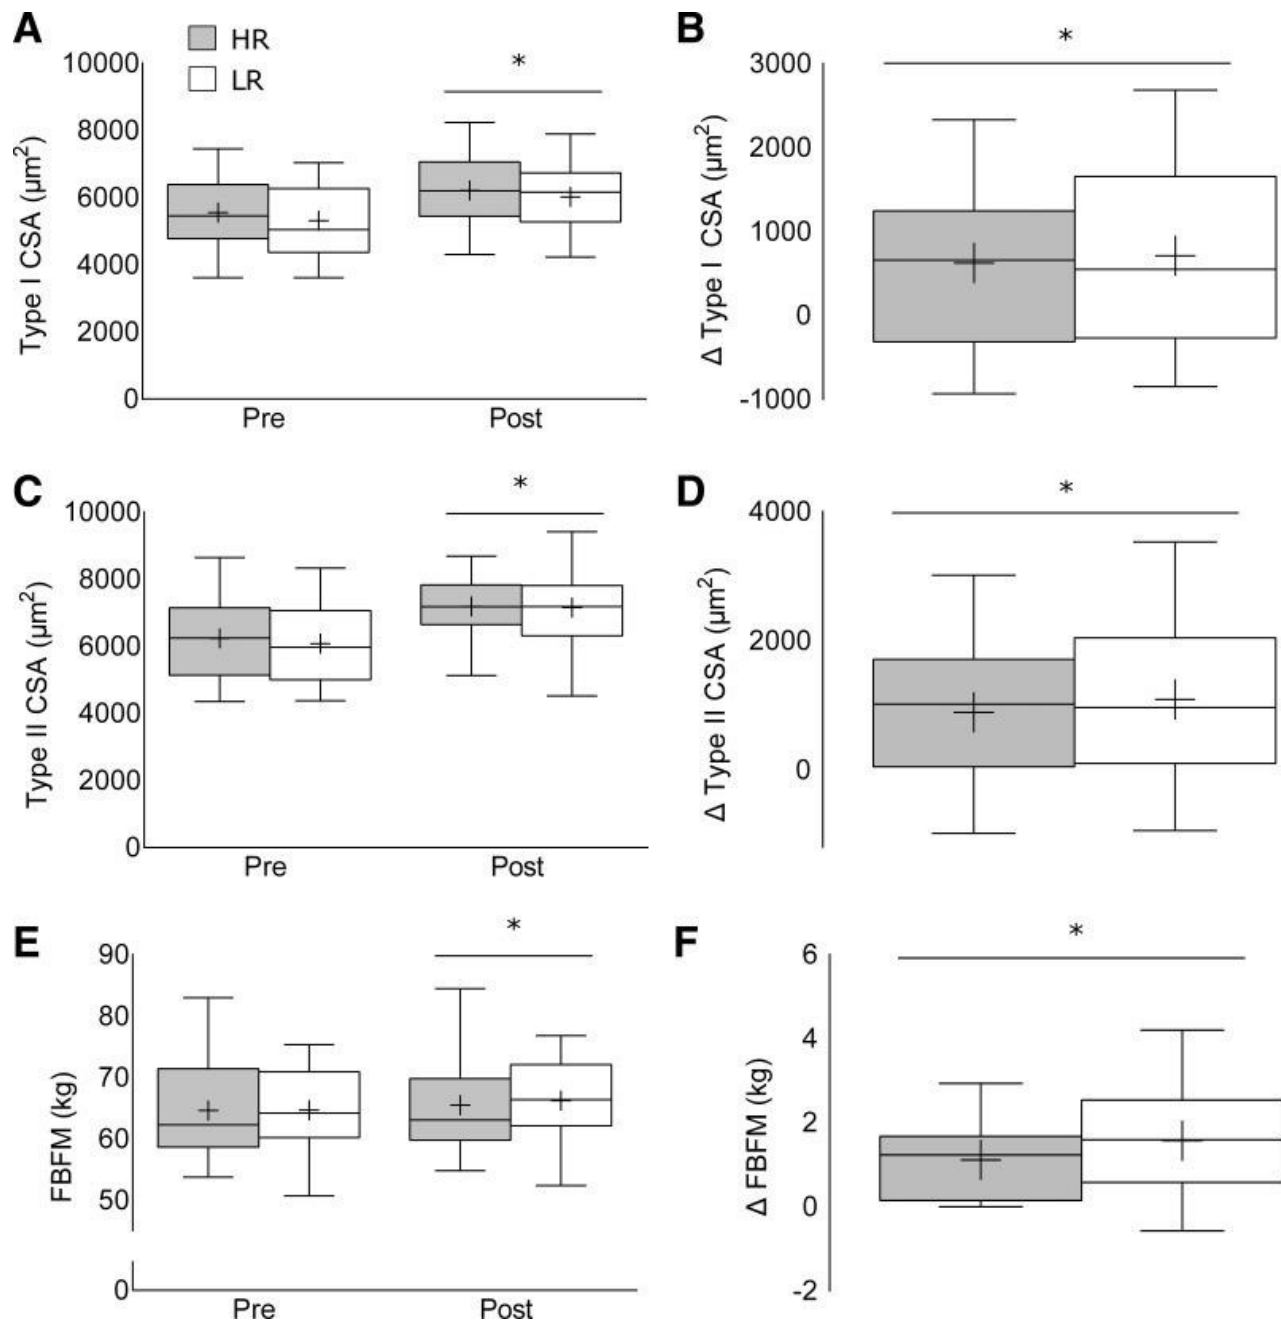 A
HR
LR
*
Type I CSA (µm²)
10000
8000
6000
4000
2000
0
Pre Post
B
*
Δ Type I CSA (µm²)
3000
2000
1000
0
-1000
C
*
Type II CSA (µm²)
10000
8000
6000
4000
2000
0
Pre Post
D
*
Δ Type II CSA (µm²)
4000
2000
0
E
*
FBFM (kg)
90
80
70
60
50
0
Pre Post
F
*
Δ FBFM (kg)
6
4
2
0
-2